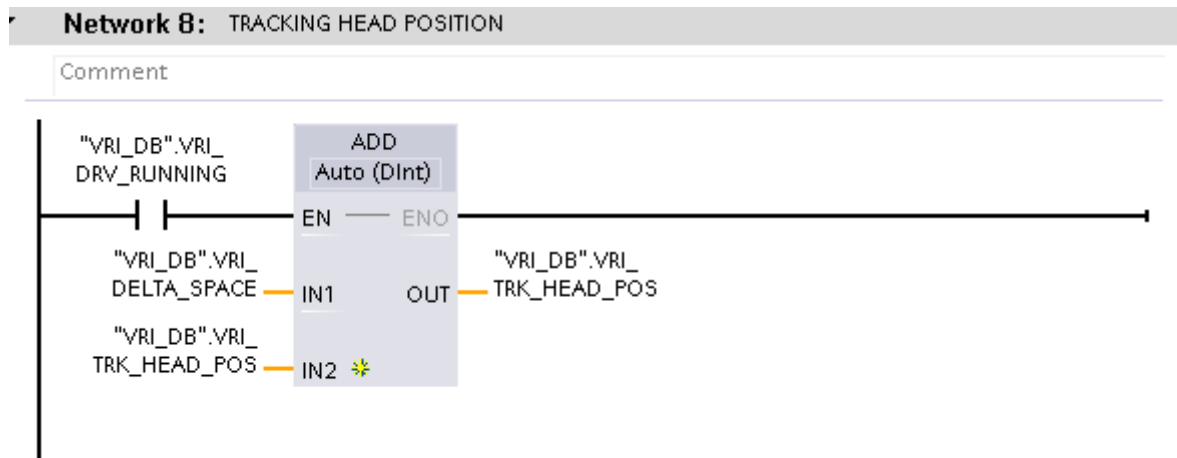 Network 8: TRACKING HEAD POSITION
Comment
"VRI_DB".VRI_
DRV_RUNNING
ADD
Auto (DInt)
EN ENO
"VRI_DB".VRI_
DELTA_SPACE
IN1 OUT
"VRI_DB".VRI_
TRK_HEAD_POS
"VRI_DB".VRI_
TRK_HEAD_POS
IN2